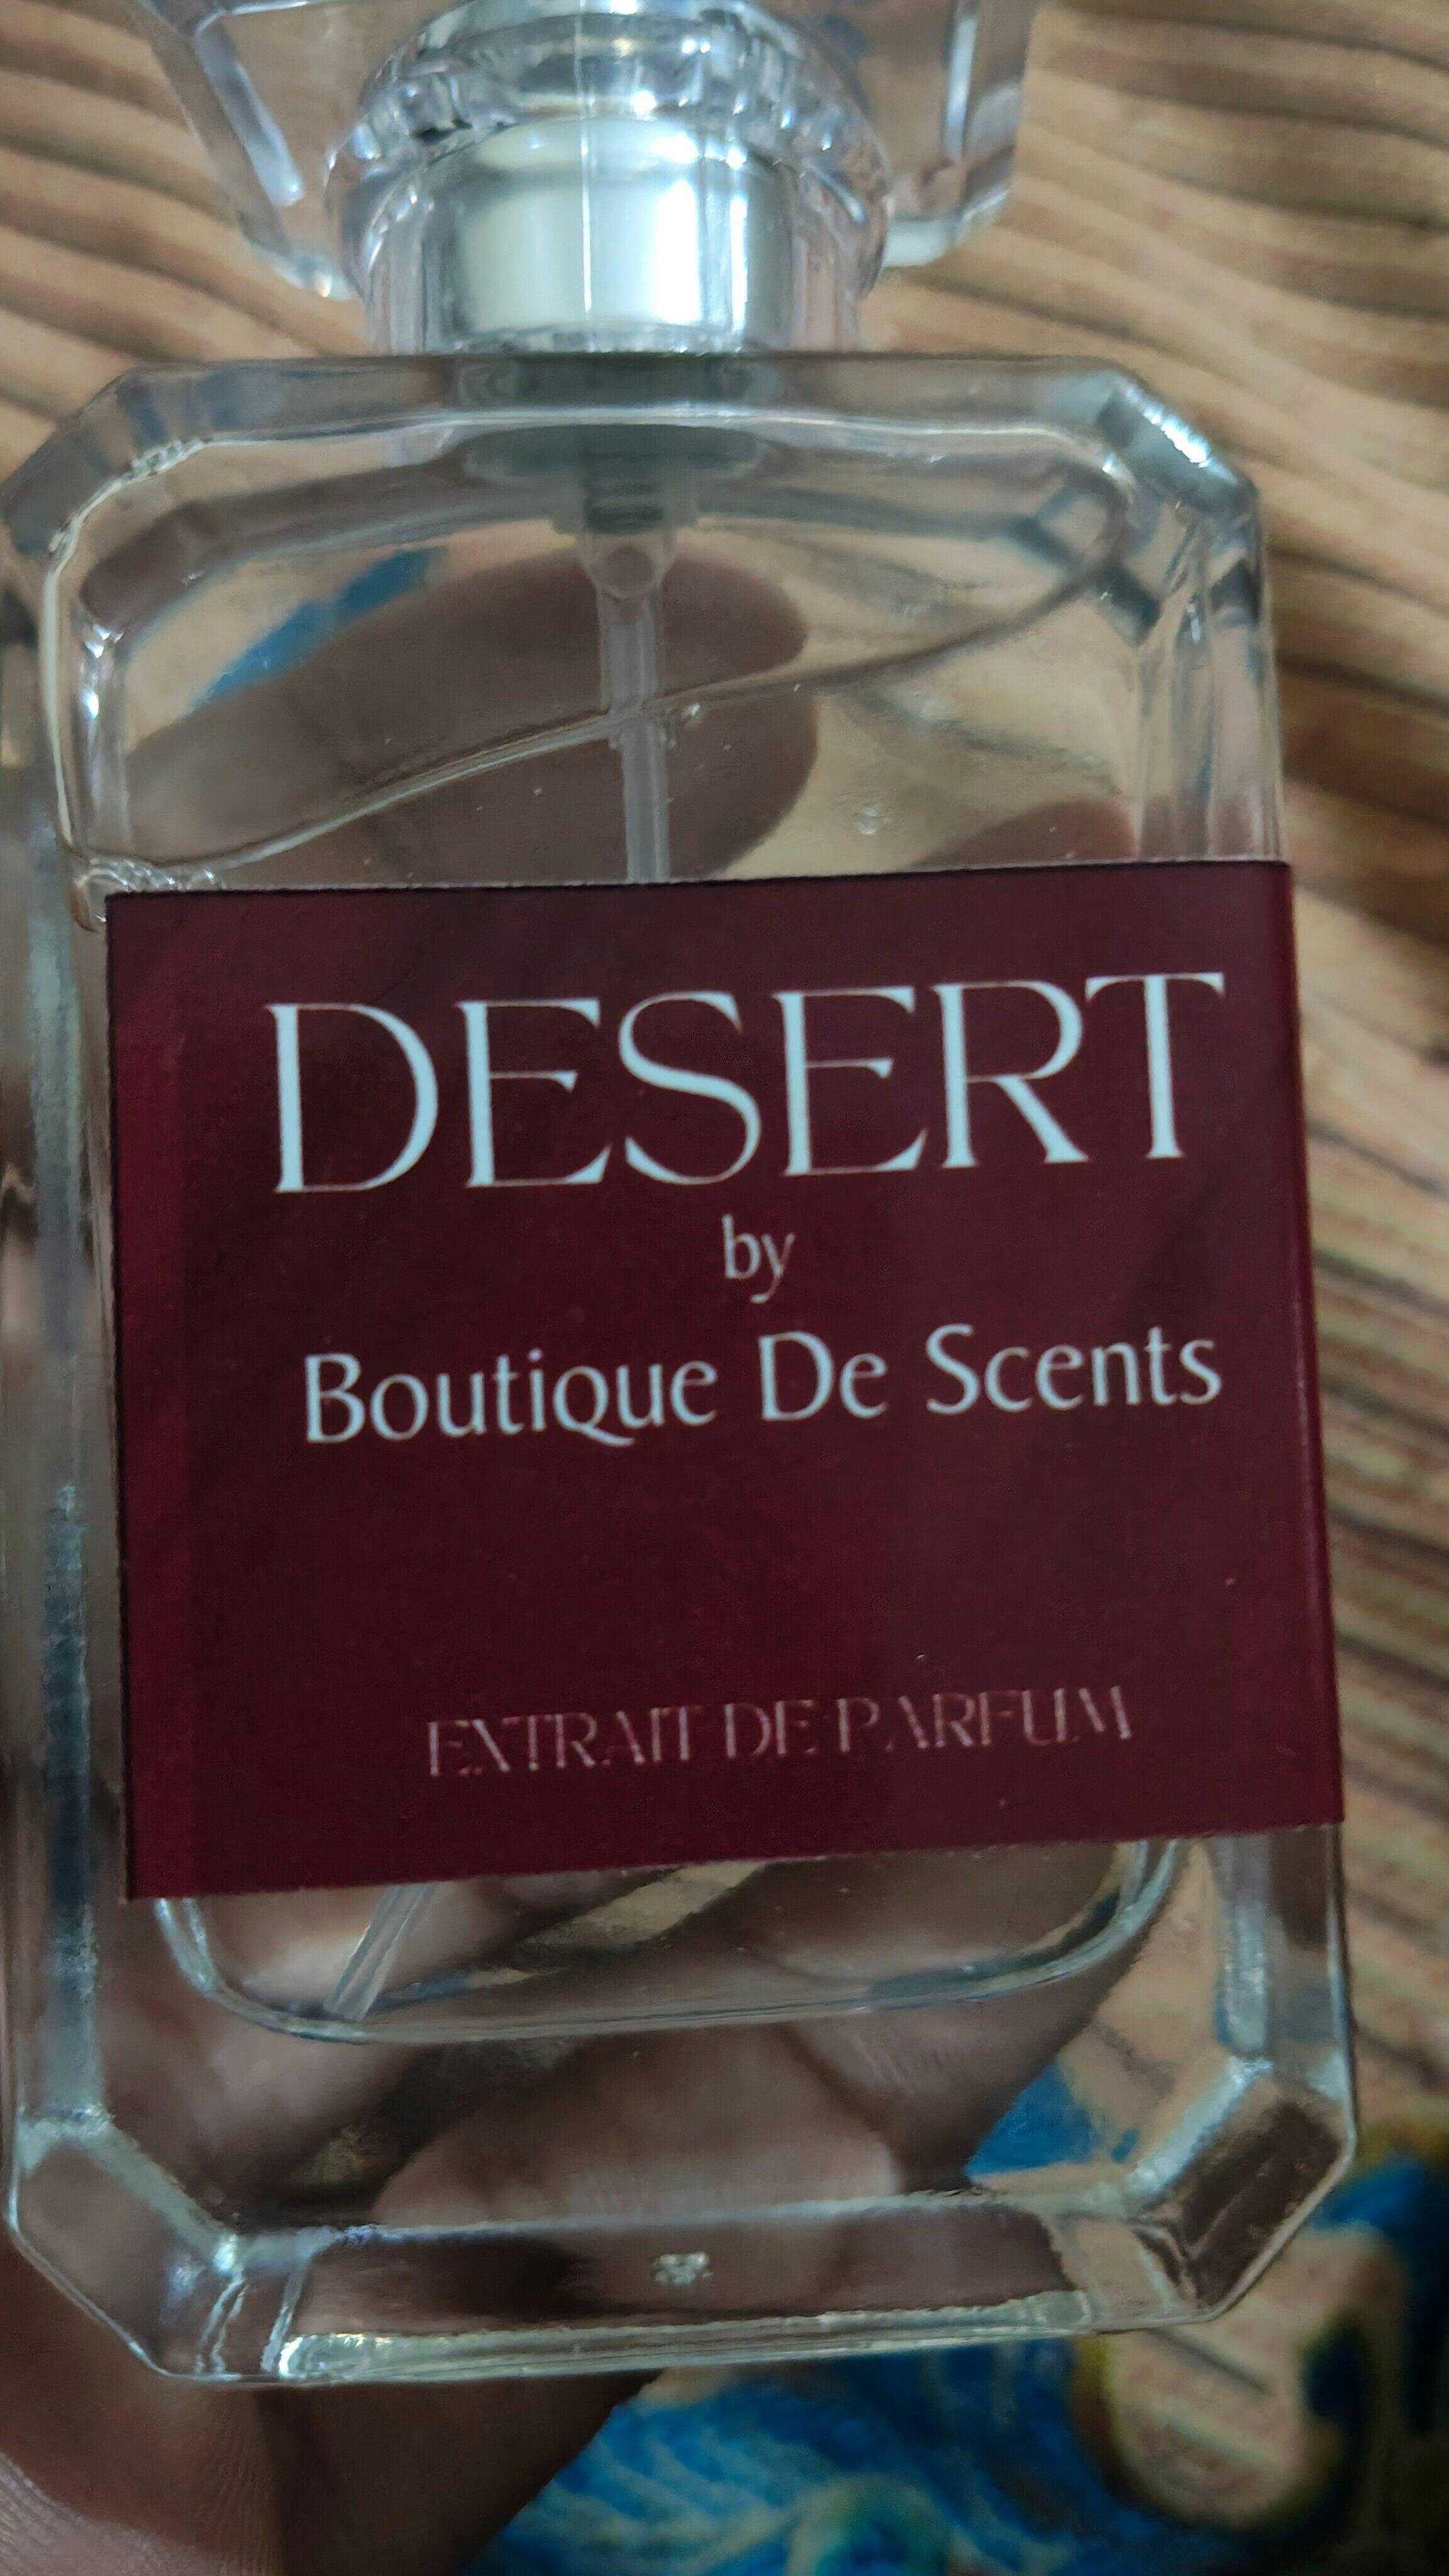 DESERT
by
Boutique De Scents
EXTRAIT DE PARFUM